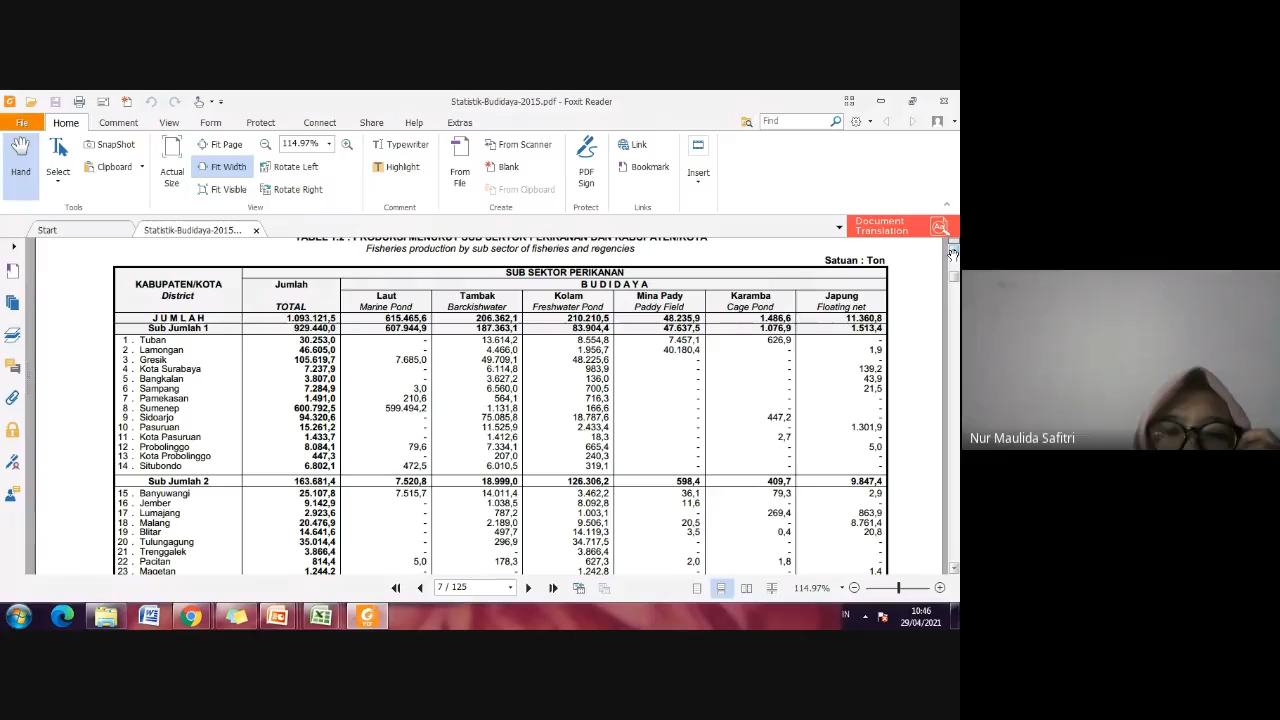 Statistik-Budidaya-2015.pdf - Foxit Reader
File Home Comment View Form Protect Connect Share Help Extras Find
SnapShot Fit Page 114.97% Typewriter From Scanner Link
Hand Select Clipboard Actual Size Fit Width Rotate Left Highlight From File Blank PDF Sign Bookmark Insert
Fit Visible Rotate Right From Clipboard
Tools View Comment Create Protect Links
Start Statistik-Budidaya-2015... Document Translation
TABLE 1.2 : PRODUKSI MENURUT SUB SEKTOR PERIKANAN DAN KABUPATEN/KOTA
Fisheries production by sub sector of fisheries and regencies
Satuan : Ton
SUB SEKTOR PERIKANAN
KABUPATEN/KOTA Jumlah B U D I D A Y A
District TOTAL
Laut Tambak Kolam Mina Pady Karamba Japung
Marine Pond Barckishwater Freshwater Pond Paddy Field Cage Pond Floating net
J U M L A H 1.093.121,5 615.465,6 206.362,1 210.210,5 48.235,9 1.486,6 11.360,8
Sub Jumlah 1 929.440,0 607.944,9 187.363,1 83.904,4 47.637,5 1.076,9 1.513,4
1 . Tuban 30.253,0 - 13.614,2 8.554,8 7.457,1 626,9 -
2 . Lamongan 46.605,0 - 4.466,0 1.956,7 40.180,4 - 1,9
3 . Gresik 105.619,7 7.685,0 49.709,1 48.225,6 - - -
4 . Kota Surabaya 7.237,9 - 6.114,8 983,9 - - 139,2
5 . Bangkalan 3.807,0 - 3.627,2 136,0 - - 43,9
6 . Sampang 7.284,9 3,0 6.560,0 700,5 - - 21,5
7 . Pamekasan 1.491,0 210,6 564,1 716,3 - - -
8 . Sumenep 600.792,5 599.494,2 1.131,8 166,6 - - -
9 . Sidoarjo 94.320,6 - 75.085,8 18.787,6 - 447,2 -
10 . Pasuruan 15.261,2 - 11.525,9 2.433,4 - - 1.301,9
11 . Kota Pasuruan 1.433,7 - 1.412,6 18,3 - 2,7 -
12 . Probolinggo 8.084,1 79,6 7.334,1 665,4 - - 5,0
13 . Kota Probolinggo 447,3 - 207,0 240,3 - - -
14 . Situbondo 6.802,1 472,5 6.010,5 319,1 - - -
Sub Jumlah 2 163.681,4 7.520,8 18.999,0 126.306,2 598,4 409,7 9.847,4
15 . Banyuwangi 25.107,8 7.515,7 14.011,4 3.462,2 36,1 79,3 2,9
16 . Jember 9.142,9 - 1.038,5 8.092,8 11,6 - -
17 . Lumajang 2.923,6 - 787,2 1.003,1 - 269,4 863,9
18 . Malang 20.476,9 - 2.189,0 9.506,1 20,5 - 8.761,4
19 . Blitar 14.641,6 - 497,7 14.119,3 3,5 0,4 20,8
20 . Tulungagung 35.014,4 - 296,9 34.717,5 - - -
21 . Trenggalek 3.866,4 - - 3.866,4 - - -
22 . Pacitan 814,4 5,0 178,3 627,3 2,0 1,8 -
23 . Magetan 1.244,2 - - 1.242,8 - - 1,4
7 / 125 114.97%
IN 10:46
29/04/2021
Nur Maulida Safitri